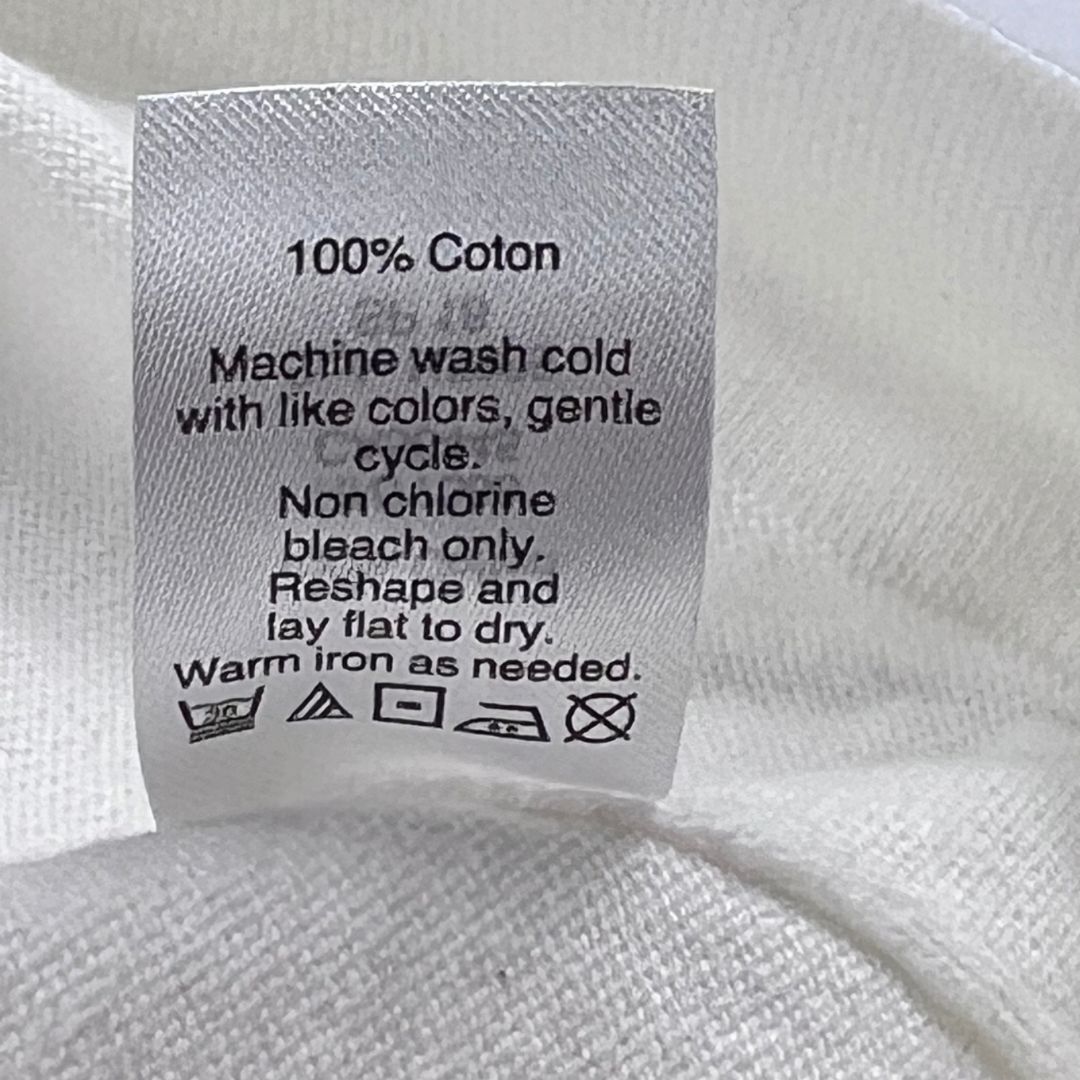 100% Coton
Machine wash cold
with like colors, gentle
cycle.
Non chlorine
bleach only.
Reshape and
lay flat to dry.
Warm iron as needed.
30